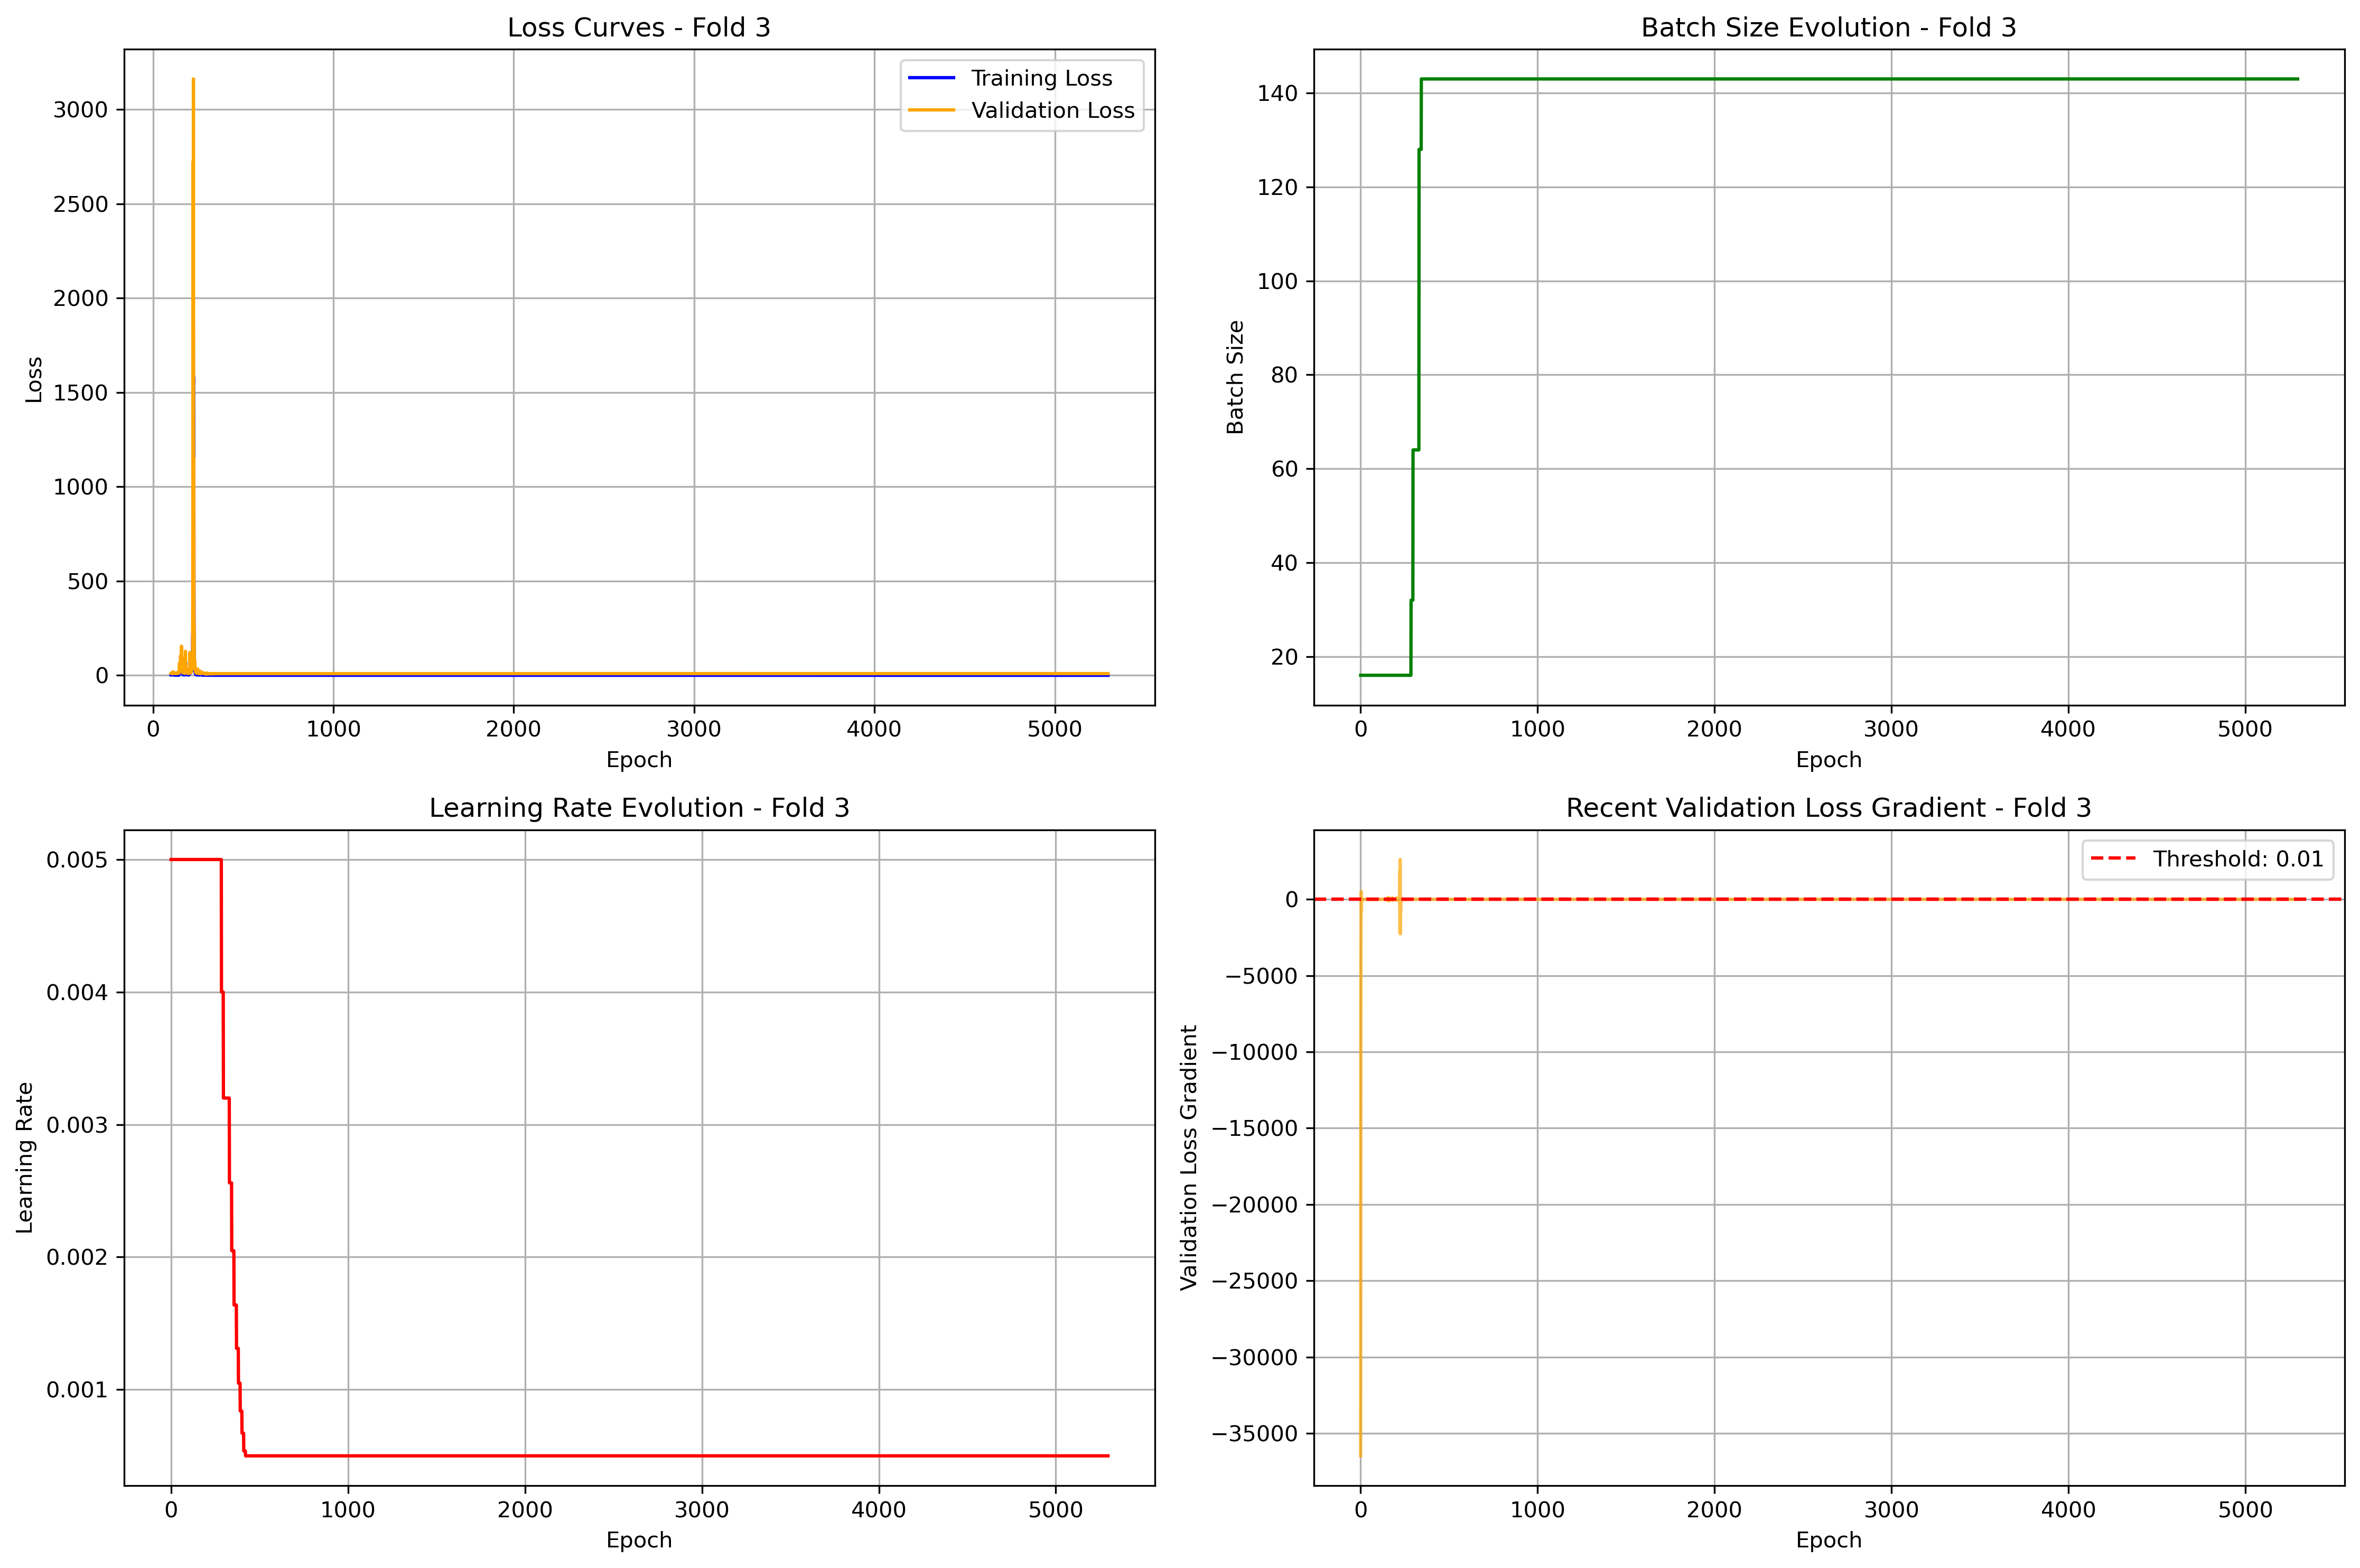 Loss Curves - Fold 3
Training Loss
Validation Loss
Loss
3000
2500
2000
1500
1000
500
0
0 1000 2000 3000 4000 5000
Epoch
Batch Size Evolution - Fold 3
Batch Size
140
120
100
80
60
40
20
0 1000 2000 3000 4000 5000
Epoch
Learning Rate Evolution - Fold 3
Learning Rate
0.005
0.004
0.003
0.002
0.001
0 1000 2000 3000 4000 5000
Epoch
Recent Validation Loss Gradient - Fold 3
Threshold: 0.01
Validation Loss Gradient
0
−5000
−10000
−15000
−20000
−25000
−30000
−35000
0 1000 2000 3000 4000 5000
Epoch